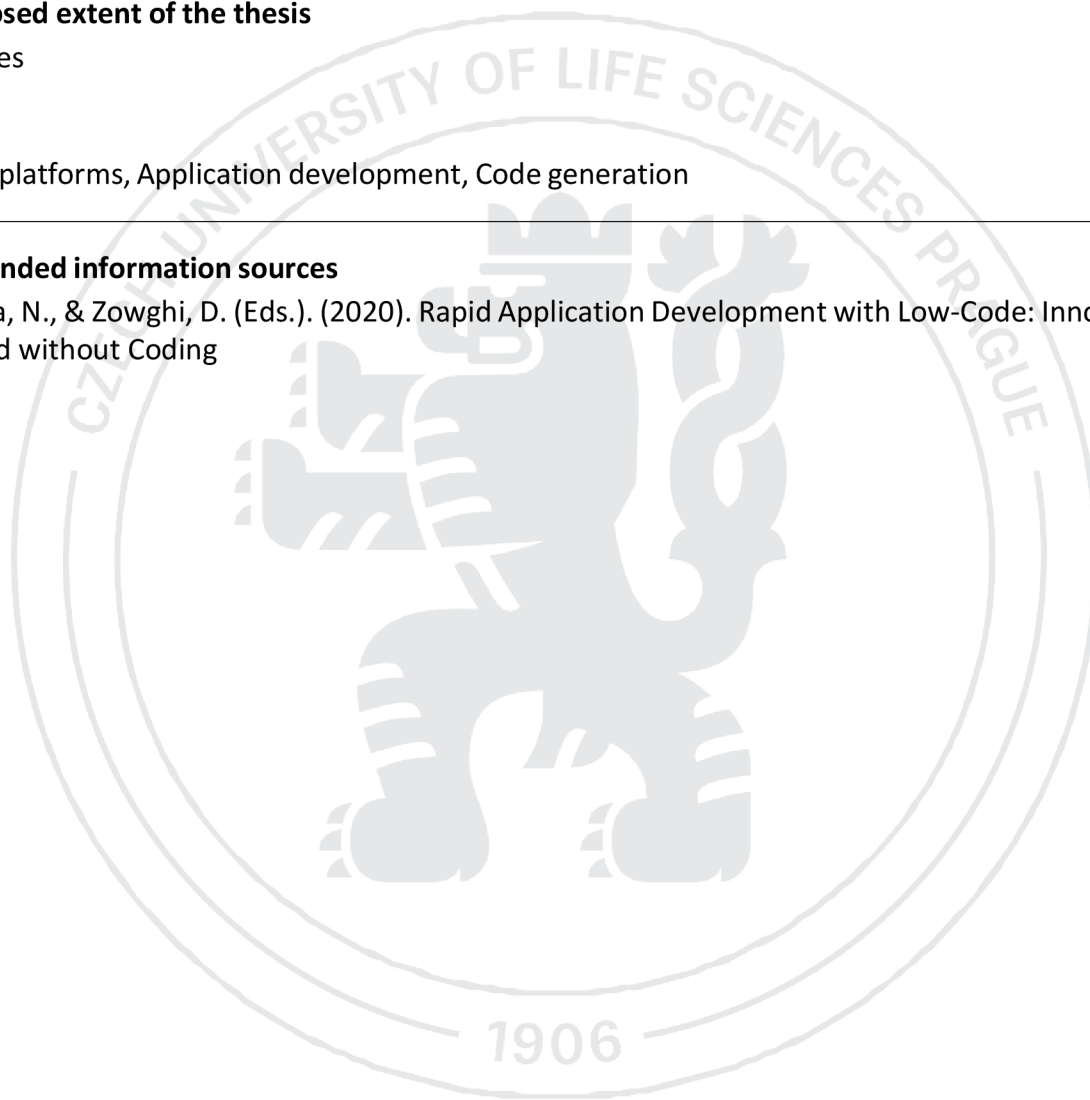 osed extent of the thesis
es
platforms, Application development, Code generation
nded information sources
a, N., & Zowghi, D. (Eds.). (2020). Rapid Application Development with Low-Code: Inno
d without Coding
CZECH UNIVERSITY OF LIFE SCIENCES PRAGUE
1906